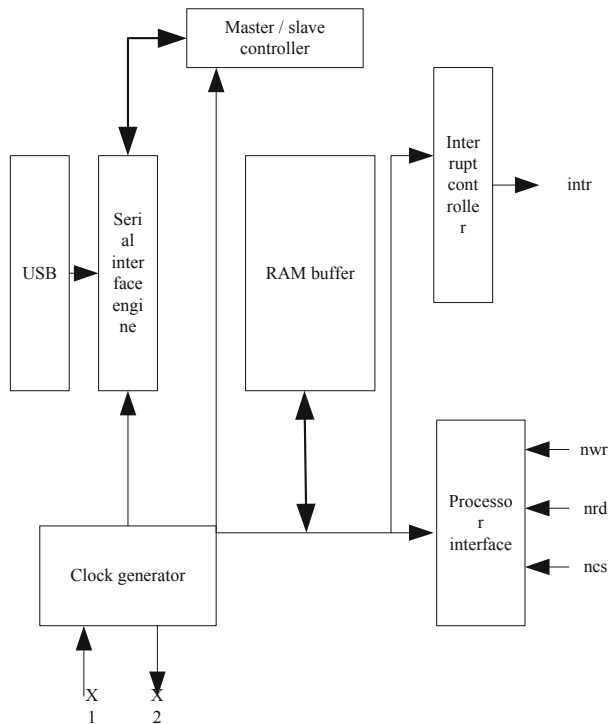 Master / slave
controller
Inter
rupt
cont
rolle
r
intr
USB
Seri
al
inter
face
engi
ne
RAM buffer
nwr
Processo
r
interface
nrd
ncs
Clock generator
X
1
X
2